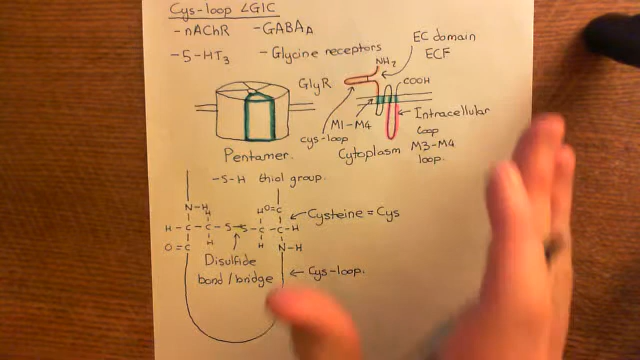 Cys-loop LGIC
-nAChR -GABAA
-5-HT3 -Glycine receptors
EC domain
ECF
NH2
GlyR
COOH
M1-M4
cys-loop
Intracellular
loop
M3-M4
loop.
Cytoplasm
Pentamer.
-S-H thiol group.
N-H
H
HO=C
H-C-C-S-S-C-C-H
Cysteine = Cys
H
H
O=C
N-H
Disulfide
bond/bridge
Cys-loop.